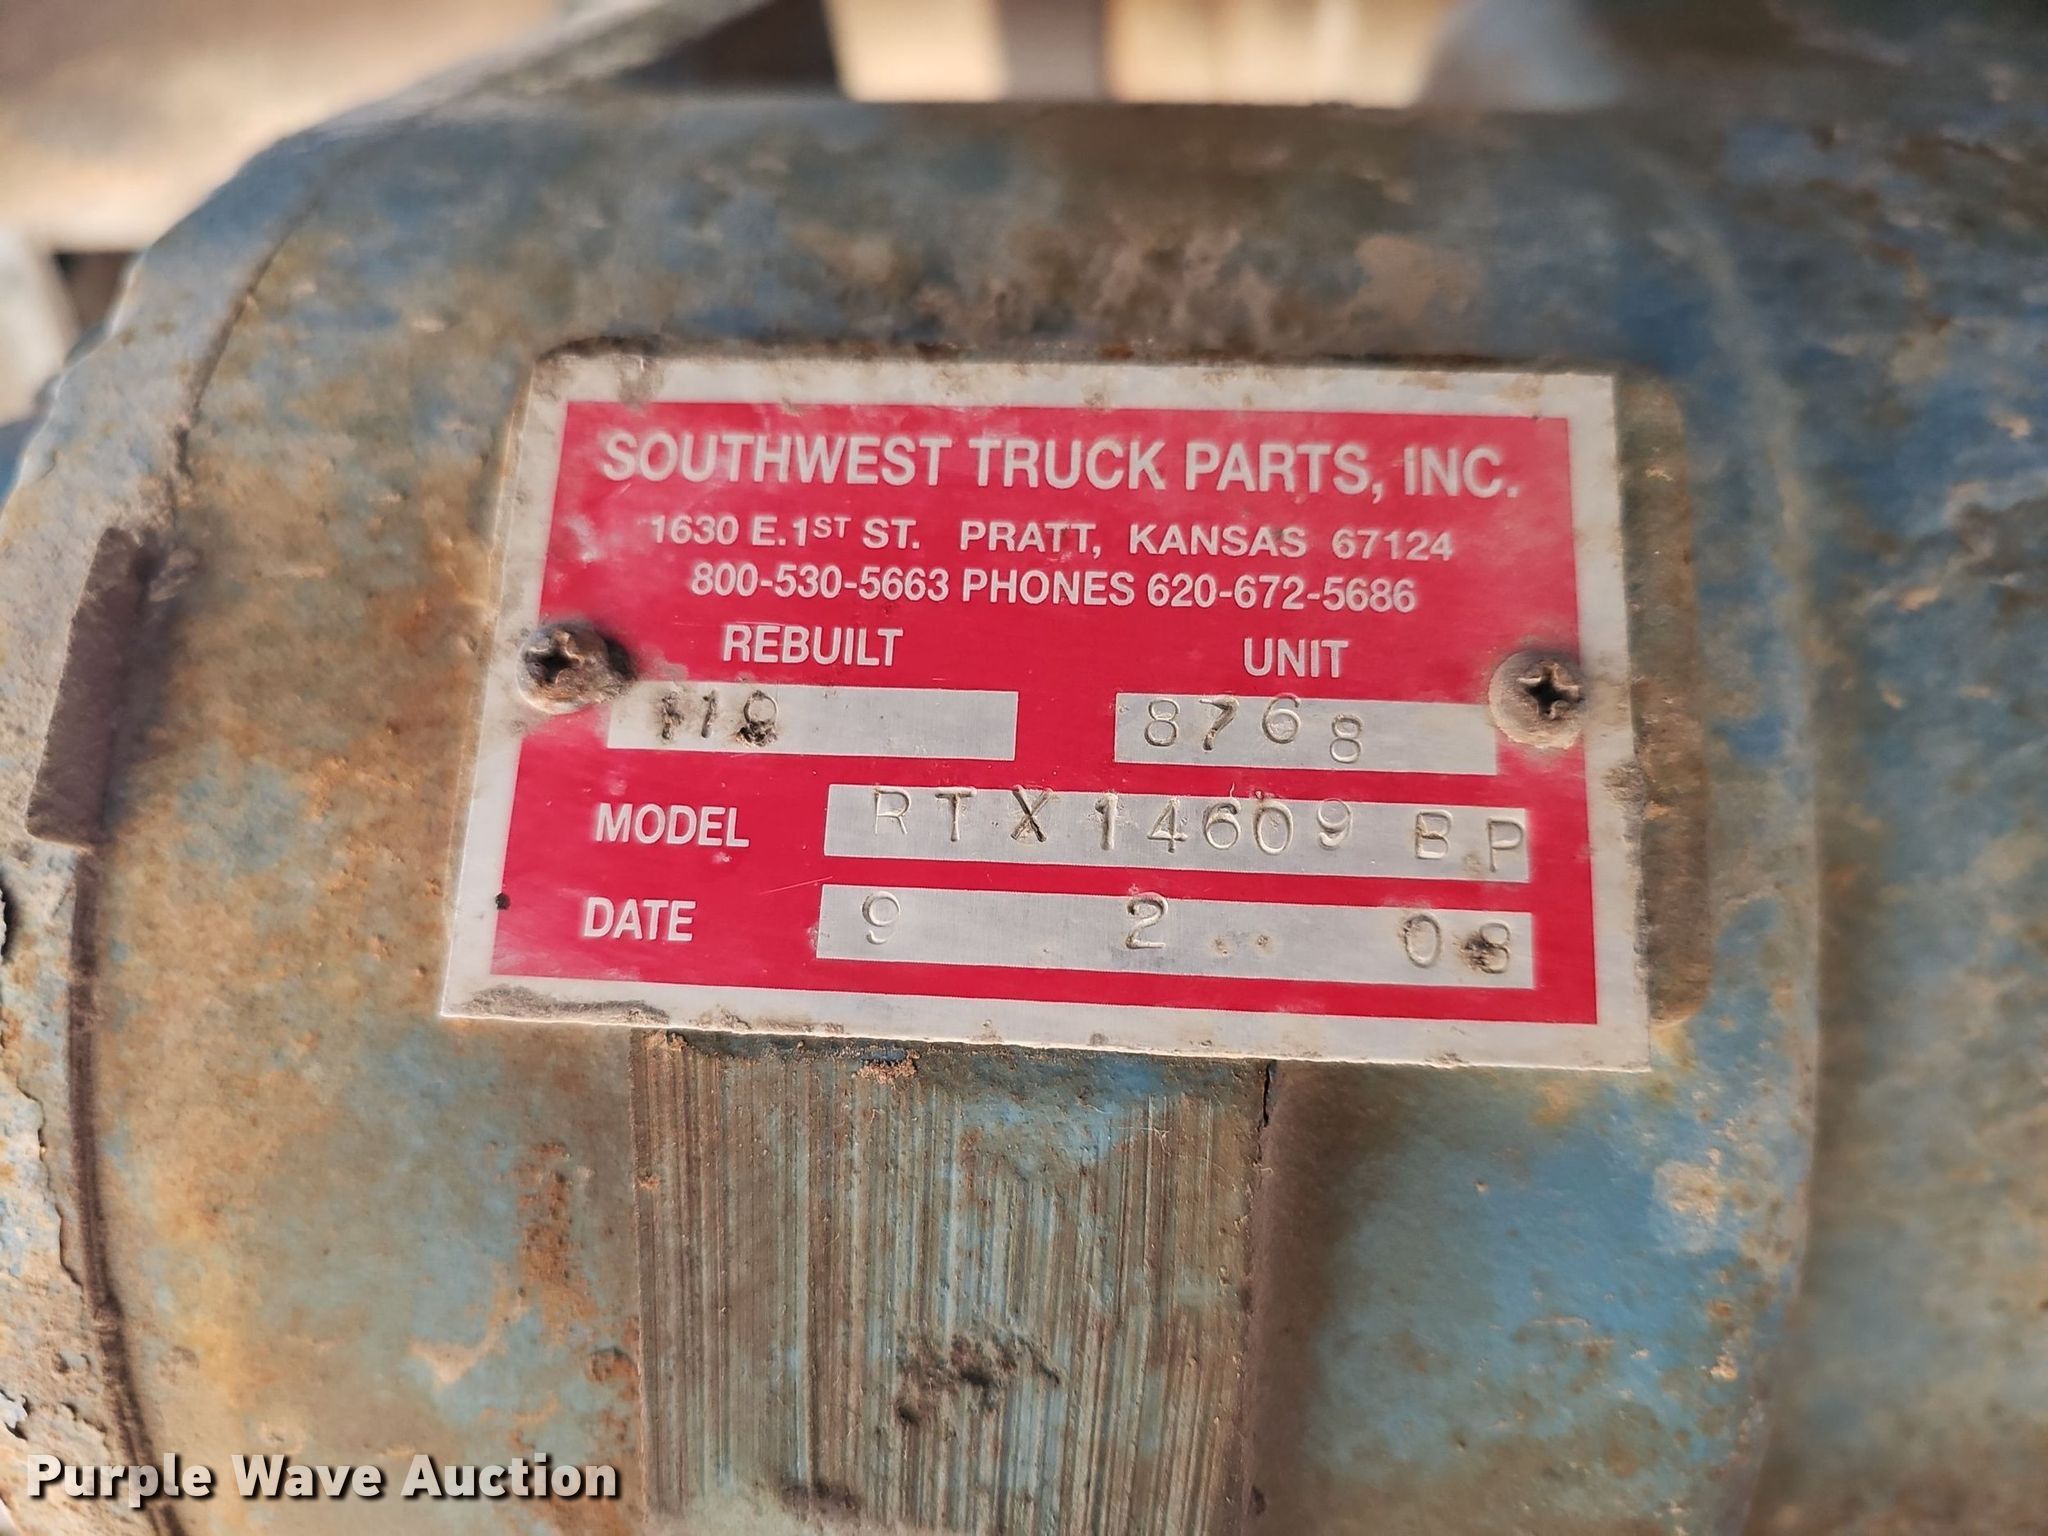 SOUTHWEST TRUCK PARTS, INC.
1630 E.1ST ST. PRATT, KANSAS 67124
800-530-5663 PHONES 620-672-5686
REBUILT UNIT
8768
MODEL RTX14609 B P
DATE 9 2 08
Purple Wave Auction